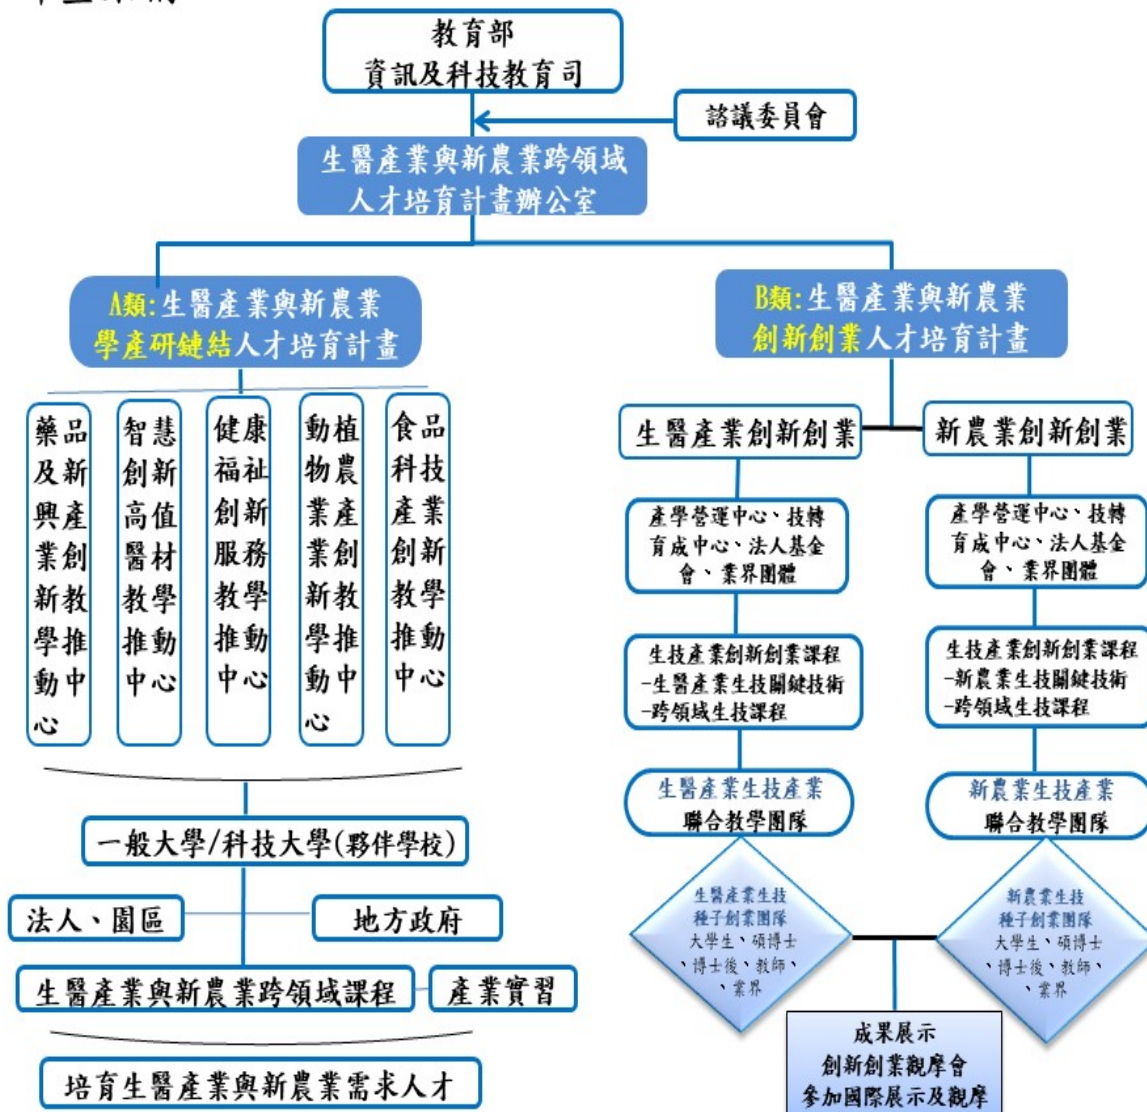 教育部
資訊及科技教育司
諮議委員會
生醫產業與新農業跨領域
人才培育計畫辦公室
A類:生醫產業與新農業
學產研鏈結人才培育計畫
B類:生醫產業與新農業
創新創業人才培育計畫
藥品
及新
興產
業創
新教
學推
動中
心
智慧
創新
高值
醫材
教學
推動
中心
健康
福祉
創新
服務
教學
推動
中心
動植
物農
業產
業創
新教
學推
動中
心
食品
科技
產業
創新
教學
推動
中心
一般大學/科技大學(夥伴學校)
法人、園區
地方政府
生醫產業與新農業跨領域課程
產業實習
培育生醫產業與新農業需求人才
生醫產業創新創業
新農業創新創業
產學營運中心、技轉
育成中心、法人基金
會、業界團體
產學營運中心、技轉
育成中心、法人基金
會、業界團體
生技產業創新創業課程
-生醫產業生技關鍵技術
-跨領域生技課程
生技產業創新創業課程
-新農業生技關鍵技術
-跨領域生技課程
生醫產業生技產業
聯合教學團隊
新農業生技產業
聯合教學團隊
生醫產業生技
種子創業團隊
大學生、碩博士
、博士後、教師、
、業界
新農業生技
種子創業團隊
大學生、碩博士
、博士後、教師、
、業界
成果展示
創新創業觀摩會
參加國際展示及觀摩